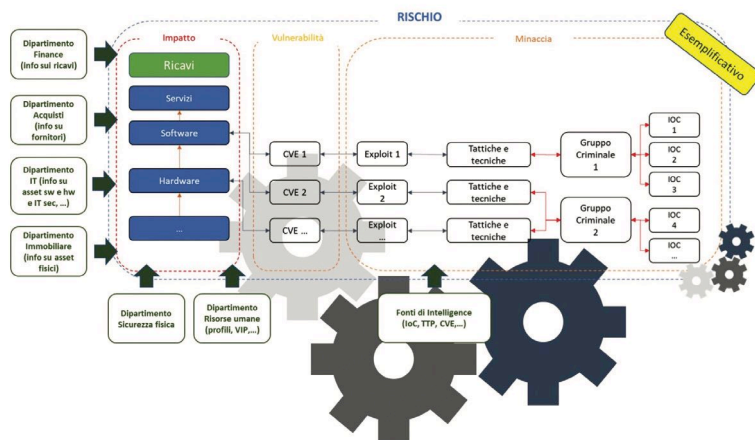 RISCHIO
Esemplificativo
Impatto
Vulnerabilità
Minaccia
Dipartimento
Finance
(info sui ricavi)
Dipartimento
Acquisti
(info su
fornitori)
Dipartimento
IT (info su
asset sw e hw
e IT sec, ...)
Dipartimento
Immobiliare
(info su asset
fisici)
Ricavi
Servizi
Software
Hardware
...
CVE 1
CVE 2
CVE ...
Exploit 1
Exploit
2
Exploit
...
Tattiche e
tecniche
Tattiche e
tecniche
Tattiche e
tecniche
Gruppo
Criminale
1
Gruppo
Criminale
2
IOC
1
IOC
2
IOC
3
IOC
4
IOC
...
Dipartimento
Sicurezza fisica
Dipartimento
Risorse umane
(profili, VIP,...)
Fonti di Intelligence
(IoC, TTP, CVE,...)